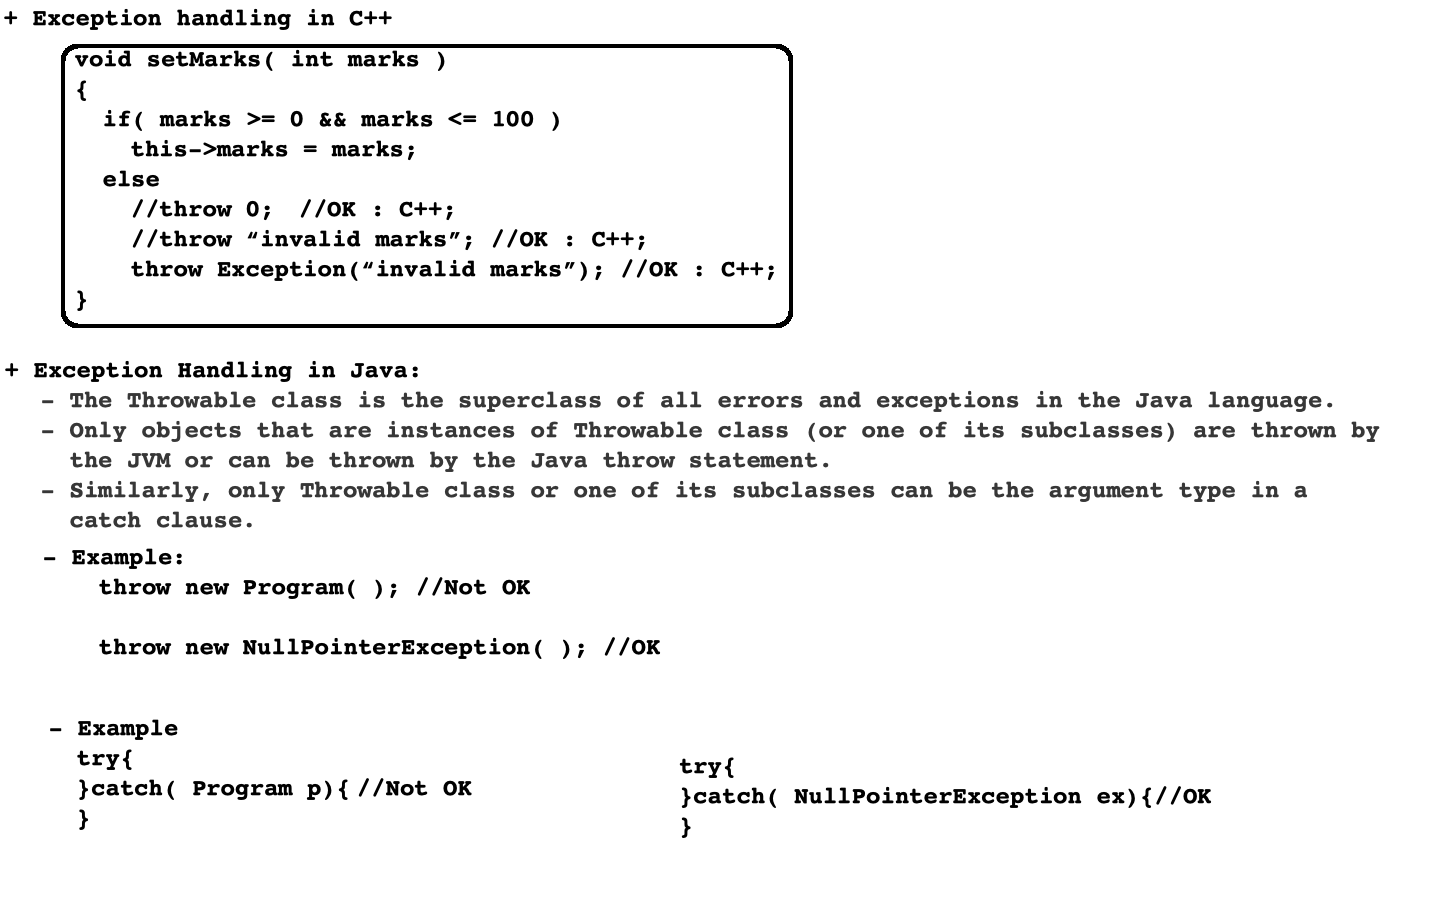 + Exception handling in C++
void setMarks( int marks )
{
if( marks >= 0 && marks <= 100 )
this->marks = marks;
else
//throw 0;  //OK : C++;
//throw “invalid marks”; //OK : C++;
throw Exception(“invalid marks”); //OK : C++;
}
+ Exception Handling in Java:
- The Throwable class is the superclass of all errors and exceptions in the Java language.
- Only objects that are instances of Throwable class (or one of its subclasses) are thrown by
the JVM or can be thrown by the Java throw statement.
- Similarly, only Throwable class or one of its subclasses can be the argument type in a
catch clause.
- Example:
throw new Program( ); //Not OK
throw new NullPointerException( ); //OK
- Example
try{
}catch( Program p){ //Not OK
}
try{
}catch( NullPointerException ex){//OK
}